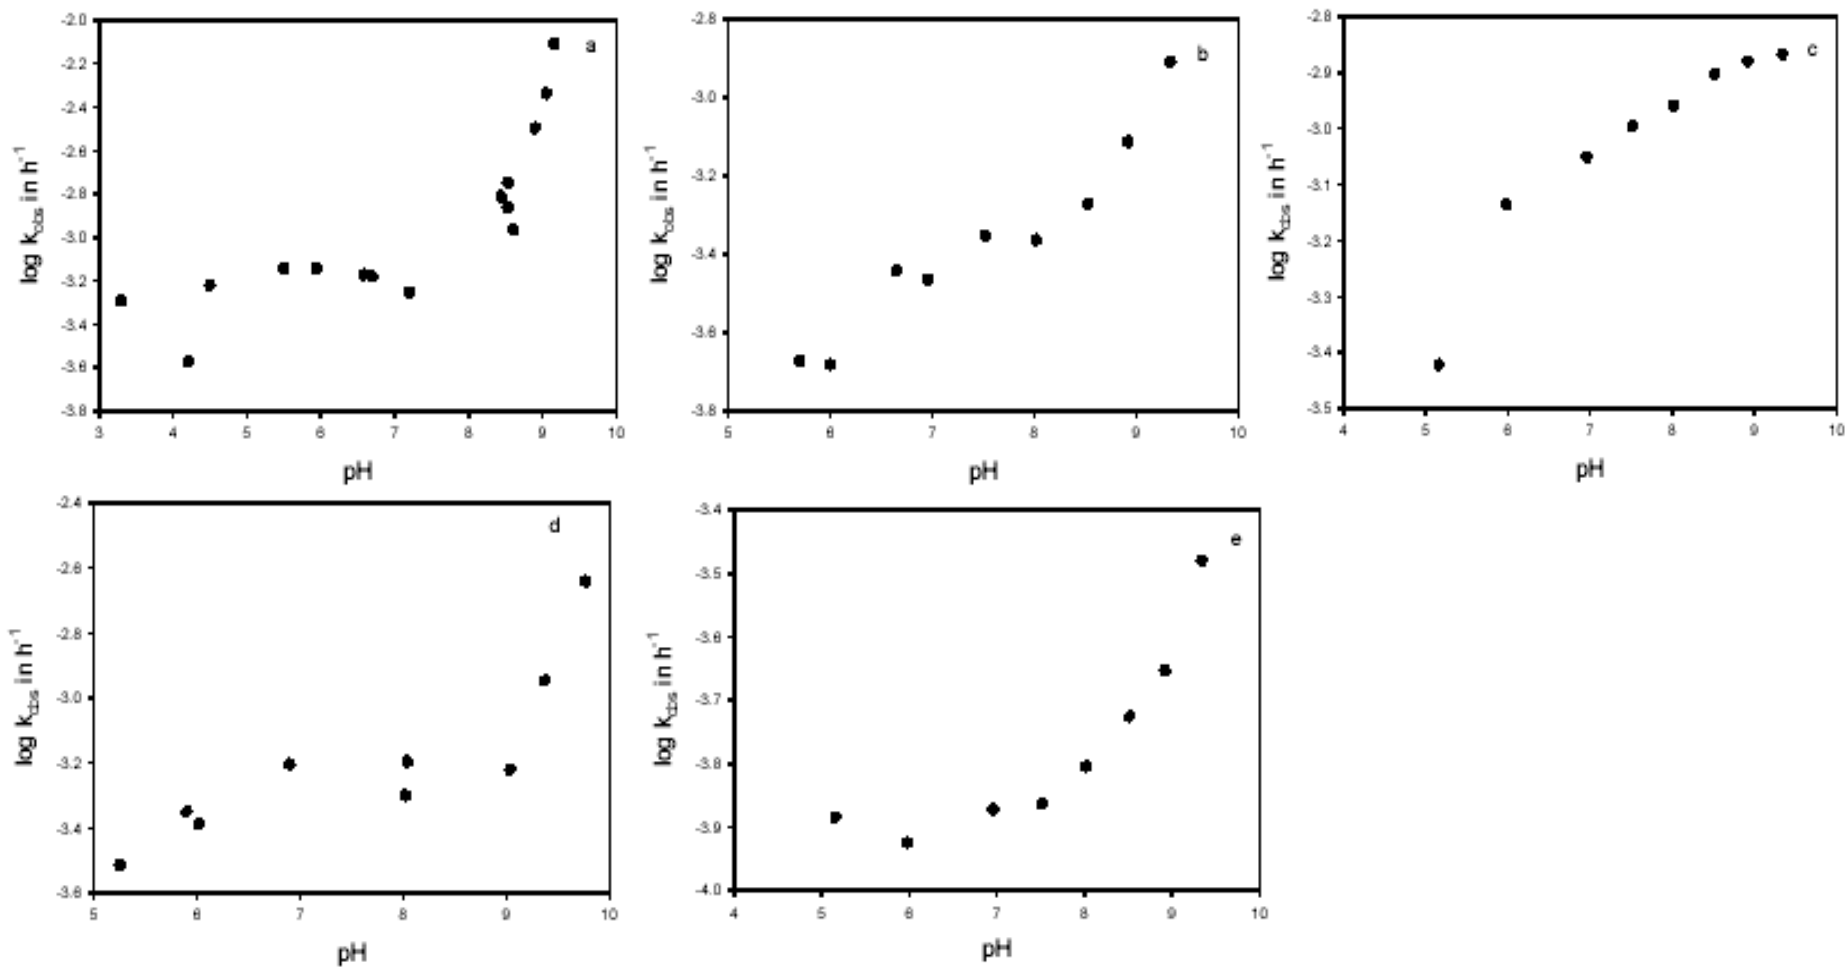 -2.0
-2.2
-2.4
-2.6
-2.8
-3.0
-3.2
-3.4
-3.6
-3.8
log k_obs in h^-1
a
3 4 5 6 7 8 9 10
pH
-2.8
-3.0
-3.2
-3.4
-3.6
-3.8
log k_obs in h^-1
b
5 6 7 8 9 10
pH
-2.8
-2.9
-3.0
-3.1
-3.2
-3.3
-3.4
-3.5
log k_obs in h^-1
c
4 5 6 7 8 9 10
pH
-2.4
-2.6
-2.8
-3.0
-3.2
-3.4
-3.6
log k_obs in h^-1
d
5 6 7 8 9 10
pH
-3.4
-3.5
-3.6
-3.7
-3.8
-3.9
-4.0
log k_obs in h^-1
e
4 5 6 7 8 9 10
pH